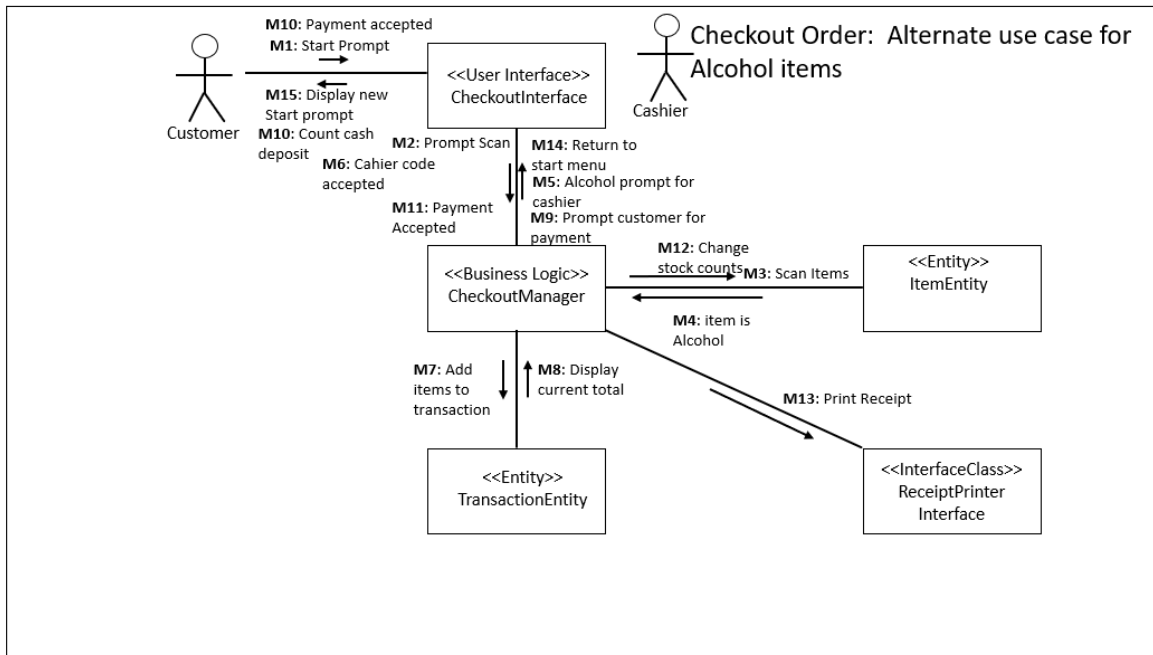 M10: Payment accepted
M1: Start Prompt
M15: Display new
Start prompt
M10: Count cash
deposit
Customer
<<User Interface>>
CheckoutInterface
Cashier
Checkout Order: Alternate use case for
Alcohol items
M2: Prompt Scan
M6: Cahier code
accepted
M11: Payment
Accepted
M14: Return to
start menu
M5: Alcohol prompt for
cashier
M9: Prompt customer for
payment
<<Business Logic>>
CheckoutManager
M12: Change
stock counts
M3: Scan Items
M4: item is
Alcohol
<<Entity>>
ItemEntity
M7: Add
items to
transaction
M8: Display
current total
M13: Print Receipt
<<Entity>>
TransactionEntity
<<InterfaceClass>>
ReceiptPrinter
Interface